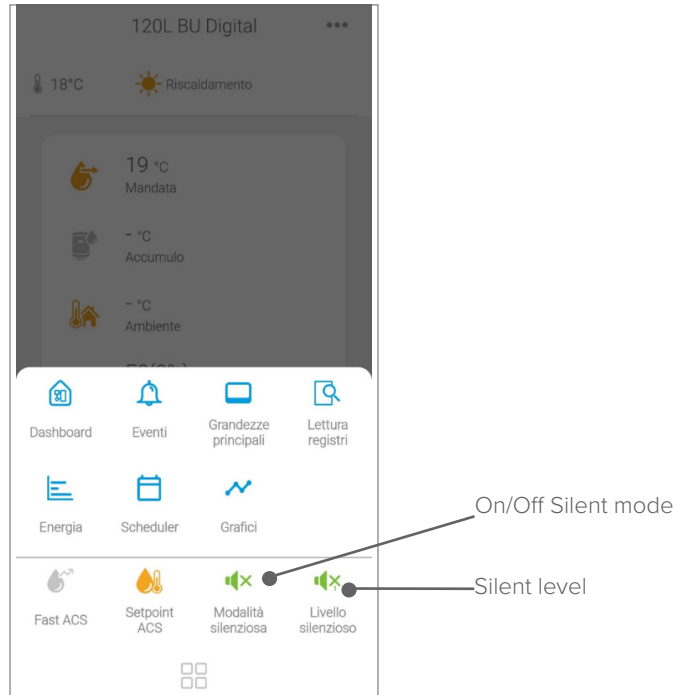 120L BU Digital
18°C Riscaldamento
19 °C
Mandata
- °C
Accumulo
- °C
Ambiente
Dashboard Eventi Grandezze principali Lettura registri
Energia Scheduler Grafici
On/Off Silent mode
Silent level
Fast ACS Setpoint ACS Modalità silenziosa Livello silenzioso